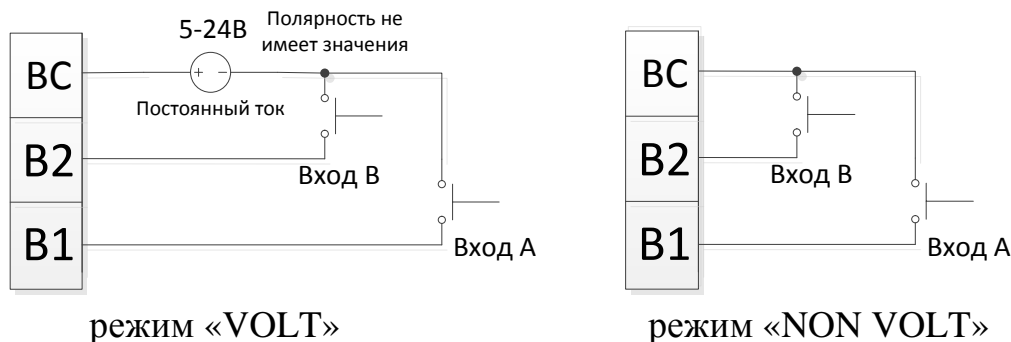 5-24В
Полярность не
имеет значения
BC
+ -
Постоянный ток
B2
Вход B
B1
Вход A
режим «VOLT»
BC
B2
Вход B
B1
Вход A
режим «NON VOLT»